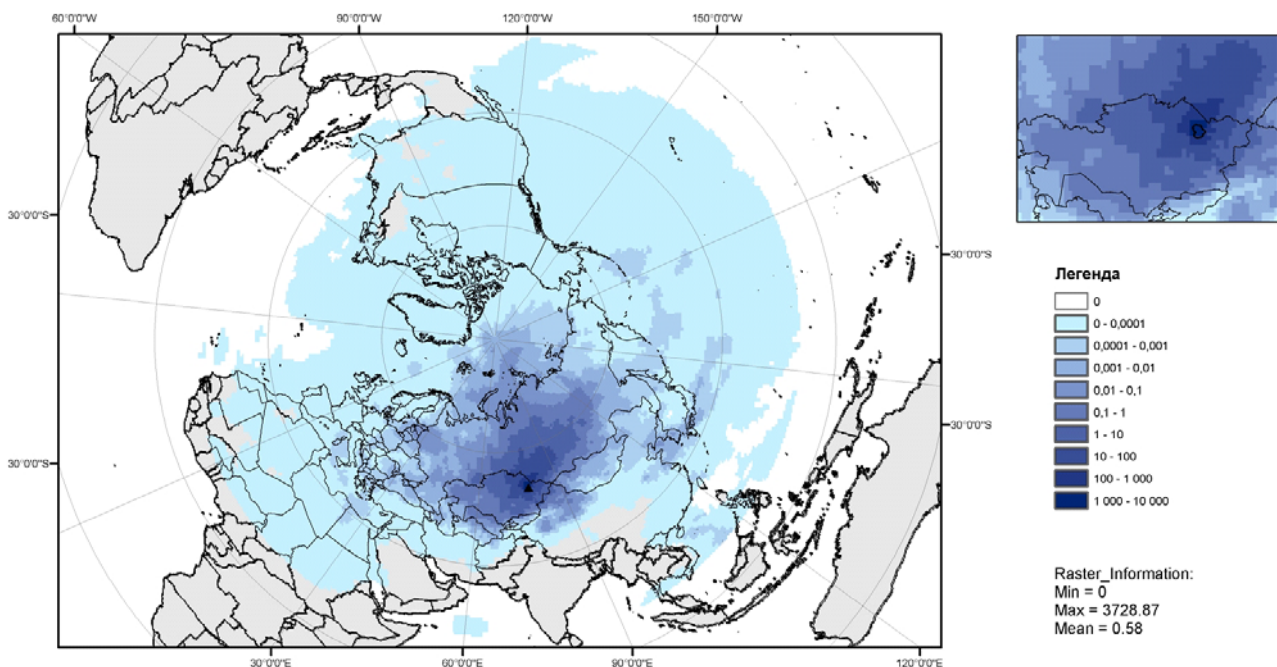 60°0'0"W
90°0'0"W
120°0'0"W
150°0'0"W
30°0'0"S
30°0'0"S
30°0'0"S
30°0'0"S
30°0'0"E
60°0'0"E
90°0'0"E
120°0'0"E
Легенда
0
0 - 0,0001
0,0001 - 0,001
0,001 - 0,01
0,01 - 0,1
0,1 - 1
1 - 10
10 - 100
100 - 1 000
1 000 - 10 000
Raster_Information:
Min = 0
Max = 3728.87
Mean = 0.58